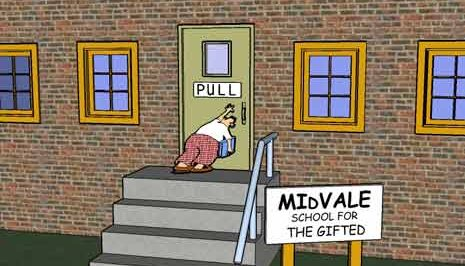 PULL
MIDVALE
SCHOOL FOR
THE GIFTED